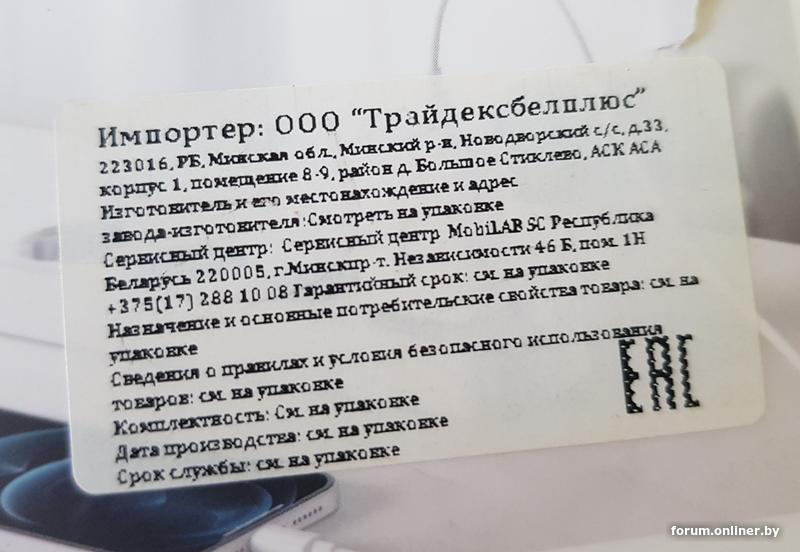 Импортер: ООО “Трайдексбелплюс”
223016, РБ, Минская обл., Минский р-н, Новодворский с/с, д.33,
корпус 1, помещение 8-9, район д. Большое Стиклево, АСК АСА
Изготовитель и его местонахождение и адрес
завода-изготовителя:Смотреть на упаковке
Сервисный центр: Сервисный центр MobiLAB SC Республика
Беларусь 220005, г.Минскпр-т. Независимости 46 Б, пом. 1Н
+375(17) 288 10 08 Гарантийный срок: см. на упаковке
Назначение и основные потребительские свойства товара: см. на
упаковке
Сведения о правилах и условия безопасного использования
товаров: см. на упаковке
Комплектность: См. на упаковке
Дата производства: см. на упаковке
Срок службы: см. на упаковке
EAC
forum.onliner.by